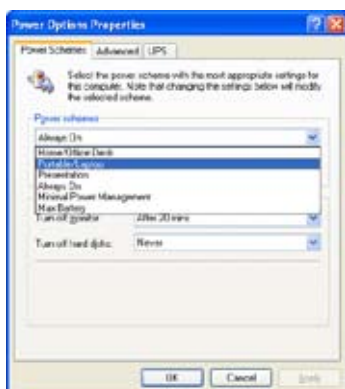 Power Options Properties
Power Schemes Advanced UPS
Select the power scheme with the most appropriate settings for
this computer. Note that changing the settings below will modify
the selected scheme.
Power schemes
Always On
Home/Office Desk
Portable/Laptop
Presentation
Always On
Minimal Power Management
Max Battery
Turn off monitor: After 20 mins
Turn off hard disks: Never
OK Cancel Apply